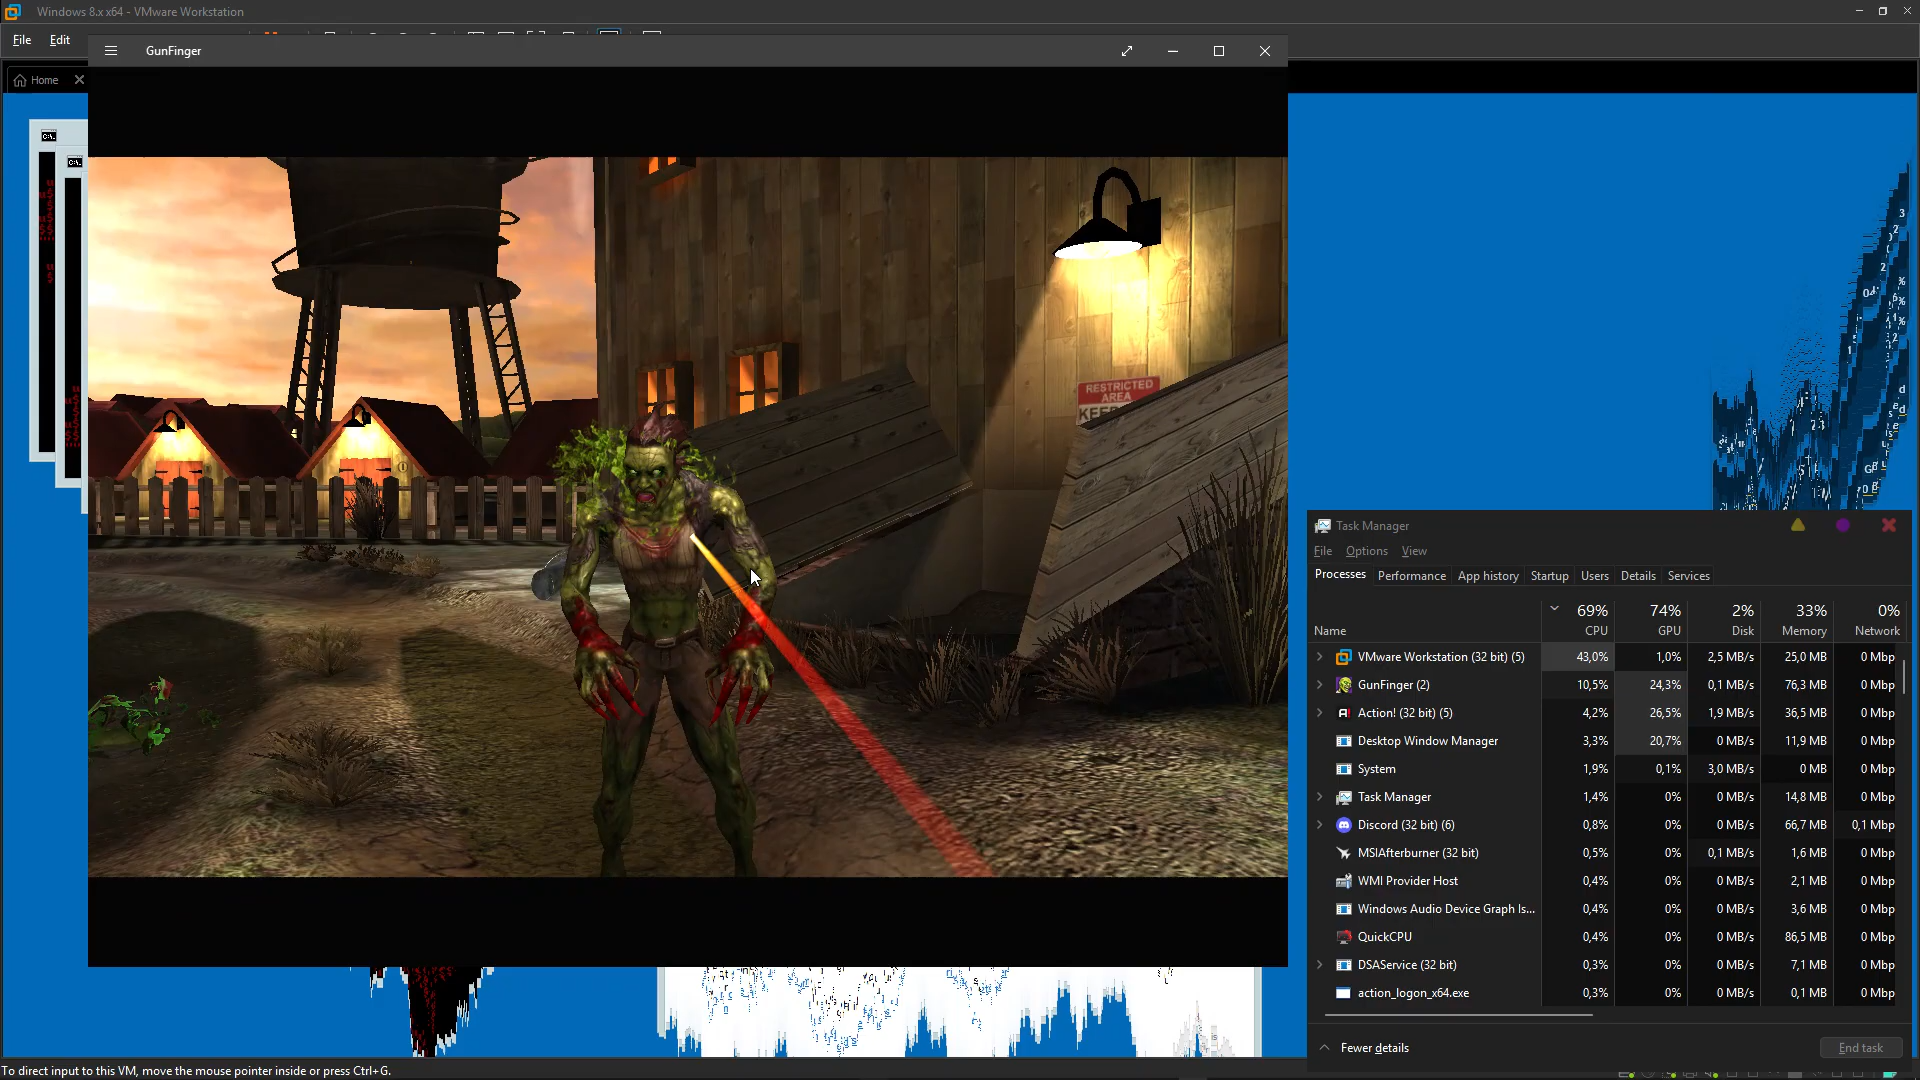 Windows 8.x x64 - VMware Workstation
File Edit
GunFinger
Home
RESTRICTED
AREA
Task Manager
File Options View
Processes Performance App history Startup Users Details Services
69% 74% 2% 33% 0%
Name CPU GPU Disk Memory Network
VMware Workstation (32 bit) (5) 43,0% 1,0% 2,5 MB/s 25,0 MB 0 Mbp
GunFinger (2) 10,5% 24,3% 0,1 MB/s 76,3 MB 0 Mbp
Action! (32 bit) (5) 4,2% 26,5% 1,9 MB/s 36,5 MB 0 Mbp
Desktop Window Manager 3,3% 20,7% 0 MB/s 11,9 MB 0 Mbp
System 1,9% 0,1% 3,0 MB/s 0 MB 0 Mbp
Task Manager 1,4% 0% 0 MB/s 14,8 MB 0 Mbp
Discord (32 bit) (6) 0,8% 0% 0 MB/s 66,7 MB 0,1 Mbp
MSIAfterburner (32 bit) 0,5% 0% 0,1 MB/s 1,6 MB 0 Mbp
WMI Provider Host 0,4% 0% 0 MB/s 2,1 MB 0 Mbp
Windows Audio Device Graph Is... 0,4% 0% 0 MB/s 3,6 MB 0 Mbp
QuickCPU 0,4% 0% 0 MB/s 86,5 MB 0 Mbp
DSAService (32 bit) 0,3% 0% 0 MB/s 7,1 MB 0 Mbp
action_logon_x64.exe 0,3% 0% 0 MB/s 0,1 MB 0 Mbp
Fewer details End task
To direct input to this VM, move the mouse pointer inside or press Ctrl+G.